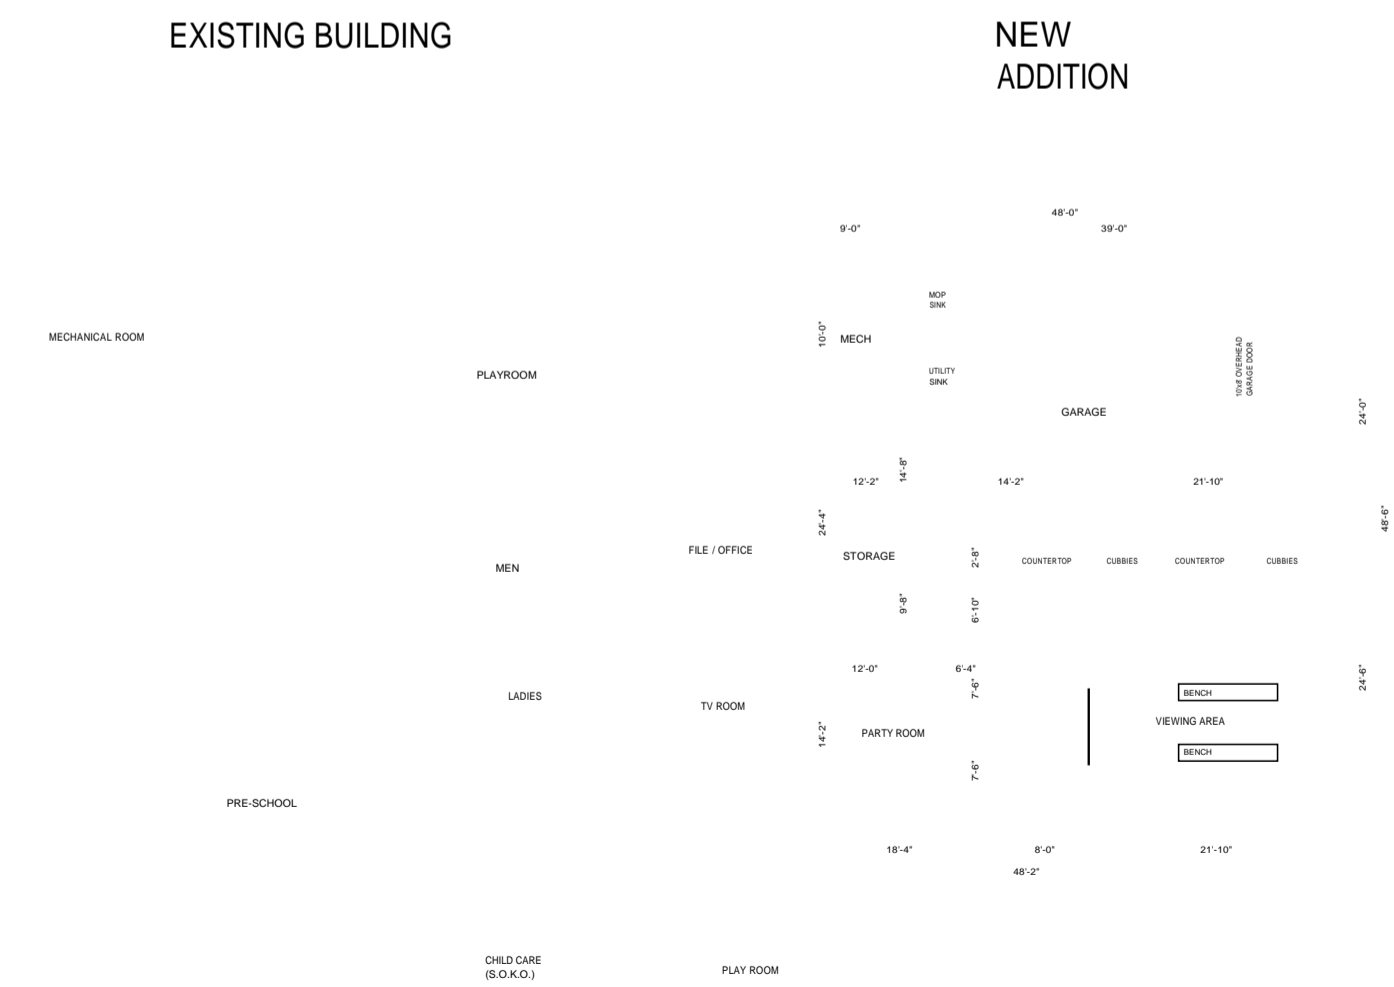 EXISTING BUILDING
NEW
ADDITION
48'-0"
9'-0"
39'-0"
MOP
SINK
10'-0"
MECHANICAL ROOM
MECH
10'x8' OVERHEAD
GARAGE DOOR
PLAYROOM
UTILITY
SINK
GARAGE
24'-0"
14'-8"
12'-2"
14'-2"
21'-10"
24'-4"
48'-6"
FILE / OFFICE
STORAGE
2'-8"
COUNTERTOP
CUBBIES
COUNTERTOP
CUBBIES
MEN
9'-8"
6'-10"
12'-0"
6'-4"
7'-6"
24'-6"
LADIES
BENCH
TV ROOM
VIEWING AREA
14'-2"
PARTY ROOM
BENCH
7'-6"
PRE-SCHOOL
18'-4"
8'-0"
21'-10"
48'-2"
CHILD CARE
(S.O.K.O.)
PLAY ROOM